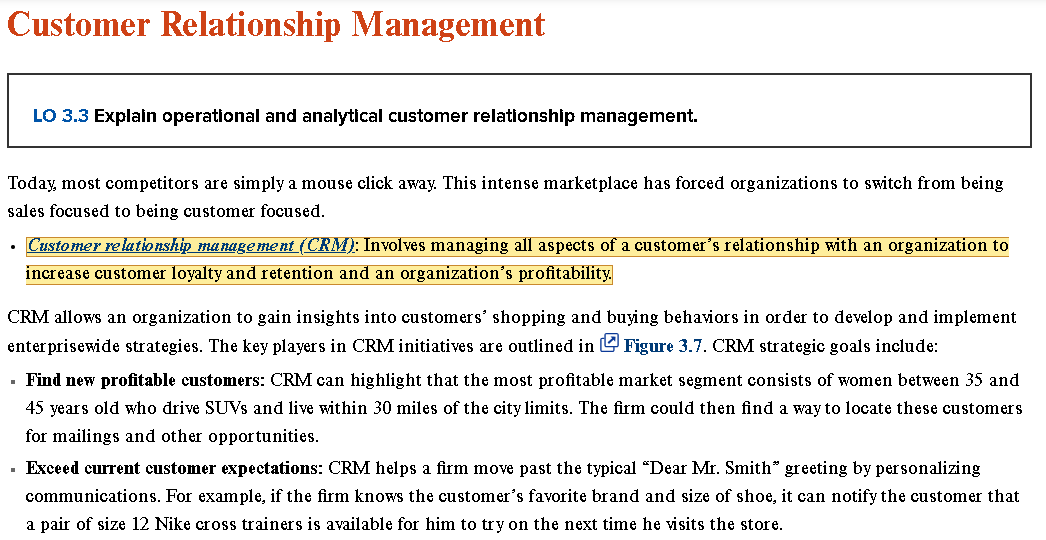 Customer Relationship Management
LO 3.3 Explain operational and analytical customer relationship management.
Today, most competitors are simply a mouse click away. This intense marketplace has forced organizations to switch from being
sales focused to being customer focused.
• Customer relationship management (CRM): Involves managing all aspects of a customer’s relationship with an organization to
increase customer loyalty and retention and an organization’s profitability.
CRM allows an organization to gain insights into customers’ shopping and buying behaviors in order to develop and implement
enterprisewide strategies. The key players in CRM initiatives are outlined in Figure 3.7. CRM strategic goals include:
▪ Find new profitable customers: CRM can highlight that the most profitable market segment consists of women between 35 and
45 years old who drive SUVs and live within 30 miles of the city limits. The firm could then find a way to locate these customers
for mailings and other opportunities.
▪ Exceed current customer expectations: CRM helps a firm move past the typical “Dear Mr. Smith” greeting by personalizing
communications. For example, if the firm knows the customer’s favorite brand and size of shoe, it can notify the customer that
a pair of size 12 Nike cross trainers is available for him to try on the next time he visits the store.